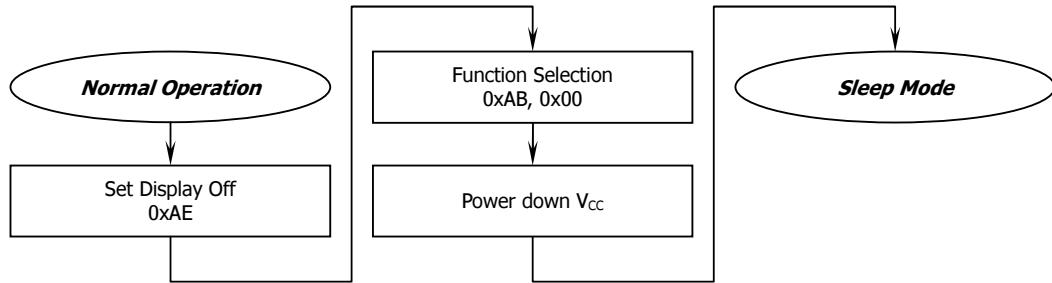 Normal Operation
Set Display Off
0xAE
Function Selection
0xAB, 0x00
Power down VCC
Sleep Mode